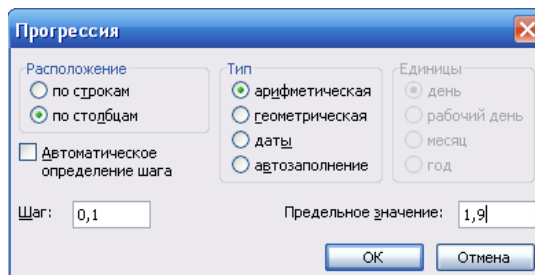 Прогрессия
Расположение
по строкам
по столбцам
Автоматическое
определение шага
Тип
арифметическая
геометрическая
даты
автозаполнение
Единицы
день
рабочий день
месяц
год
Шаг: 0,1
Предельное значение: 1,9
ОК
Отмена